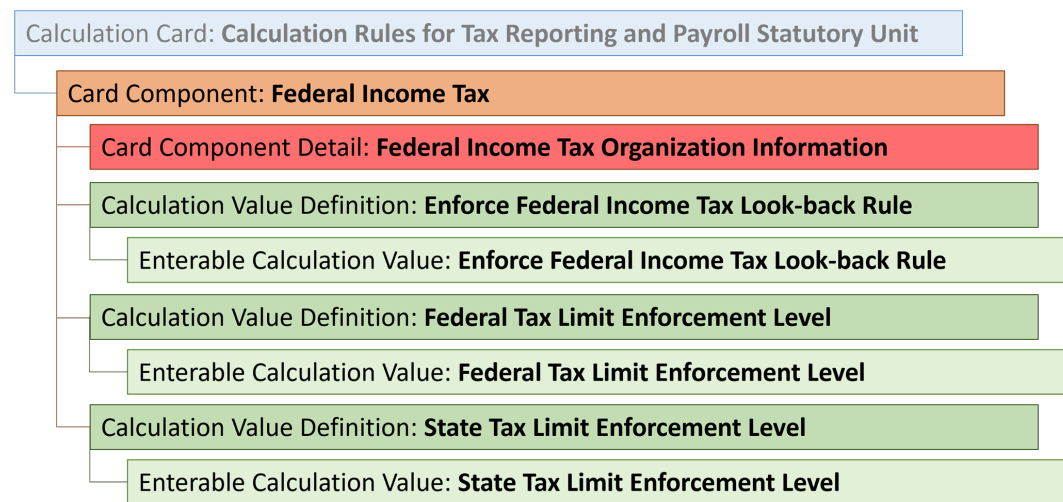 Calculation Card: Calculation Rules for Tax Reporting and Payroll Statutory Unit
Card Component: Federal Income Tax
Card Component Detail: Federal Income Tax Organization Information
Calculation Value Definition: Enforce Federal Income Tax Look-back Rule
Enterable Calculation Value: Enforce Federal Income Tax Look-back Rule
Calculation Value Definition: Federal Tax Limit Enforcement Level
Enterable Calculation Value: Federal Tax Limit Enforcement Level
Calculation Value Definition: State Tax Limit Enforcement Level
Enterable Calculation Value: State Tax Limit Enforcement Level